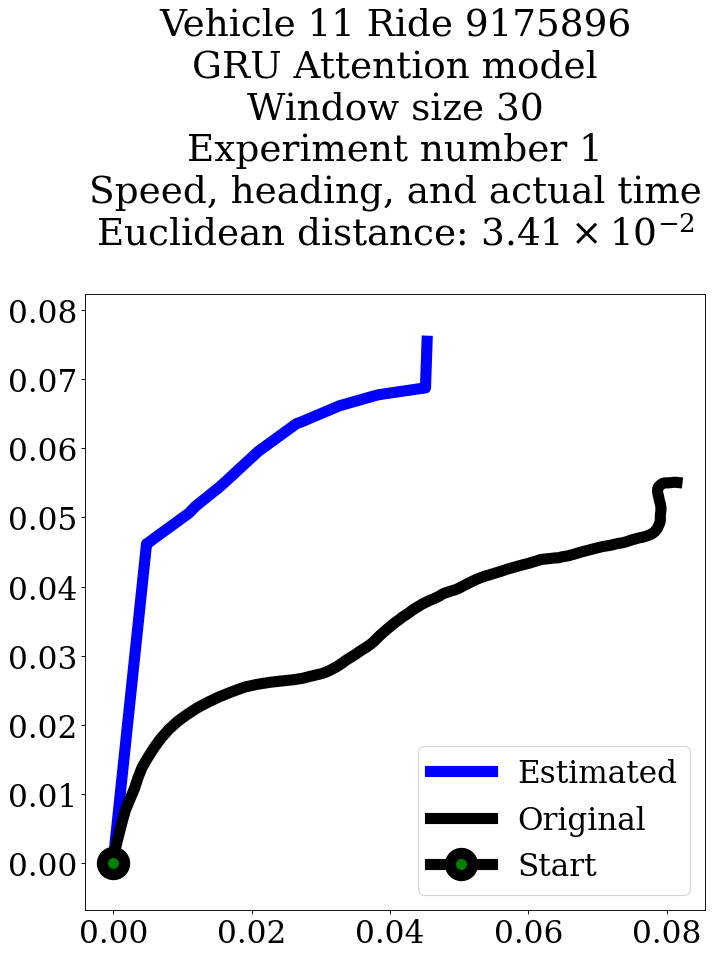 Vehicle 11 Ride 9175896
GRU Attention model
Window size 30
Experiment number 1
Speed, heading, and actual time
Euclidean distance: 3.41 × 10⁻²
0.08
0.07
0.06
0.05
0.04
0.03
0.02
0.01
0.00
Estimated
Original
Start
0.00 0.02 0.04 0.06 0.08